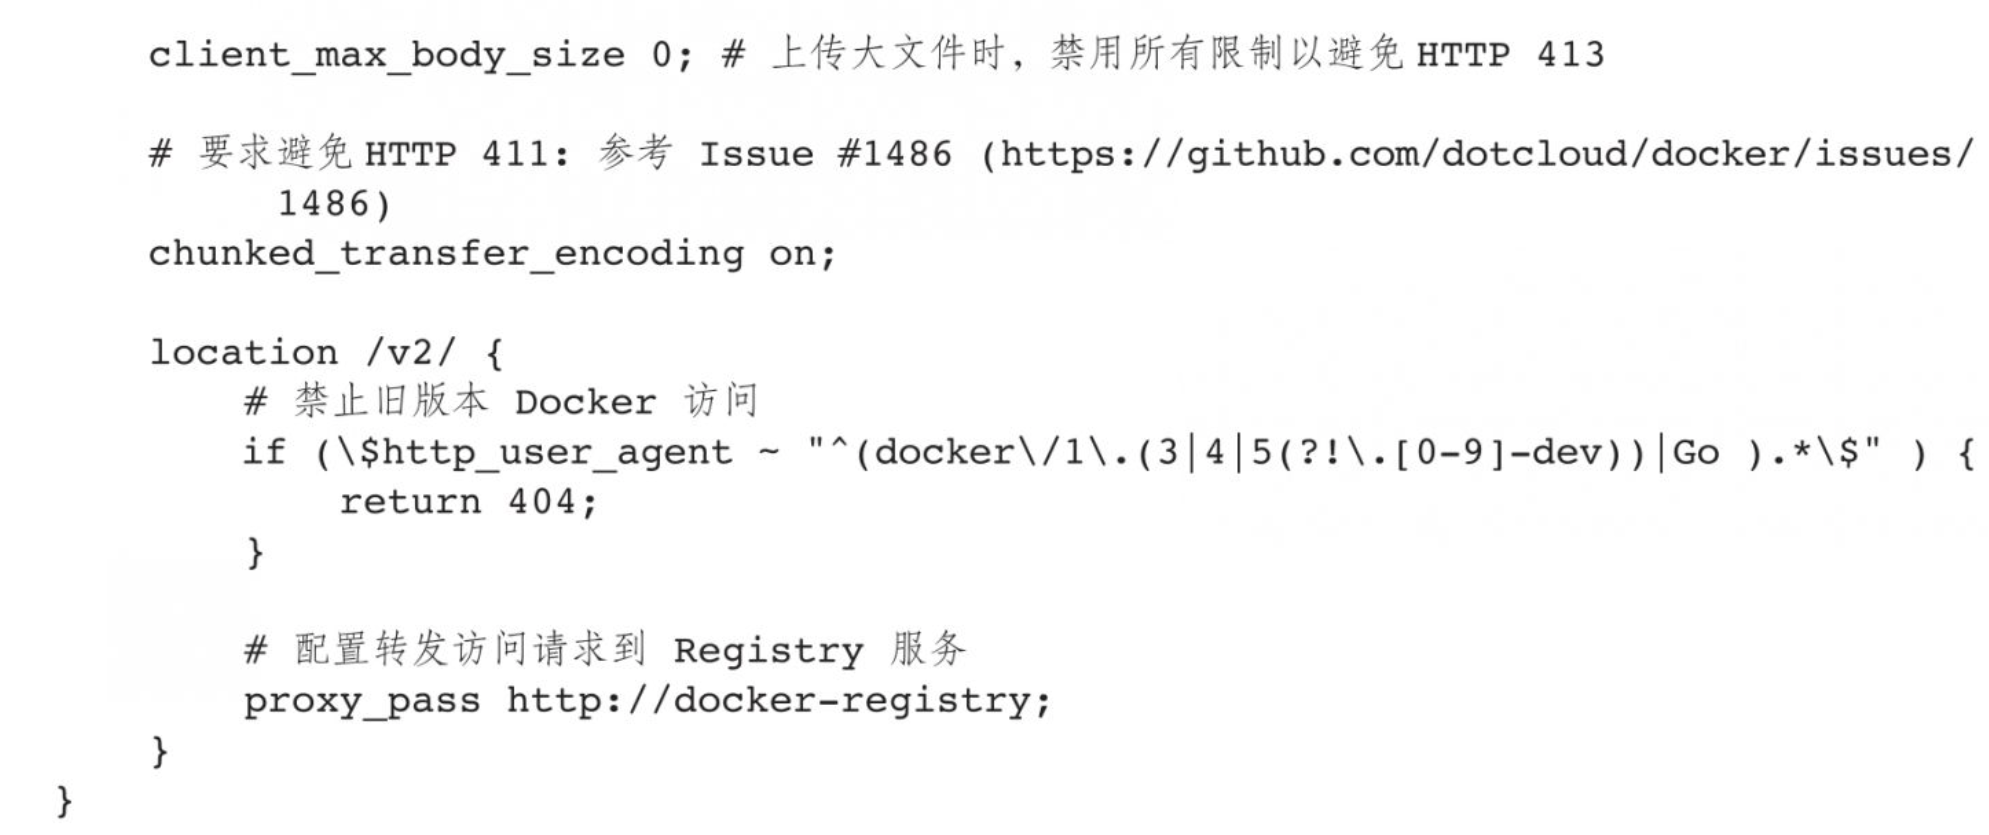 client_max_body_size 0; # 上传大文件时，禁用所有限制以避免 HTTP 413
# 要求避免 HTTP 411: 参考 Issue #1486 (https://github.com/dotcloud/docker/issues/
1486)
chunked_transfer_encoding on;
location /v2/ {
# 禁止旧版本 Docker 访问
if (\$http_user_agent ~ "^(docker\/1\.(3|4|5(?!\.[0-9]-dev))|Go ).*\$" ) {
return 404;
}
# 配置转发访问请求到 Registry 服务
proxy_pass http://docker-registry;
}
}